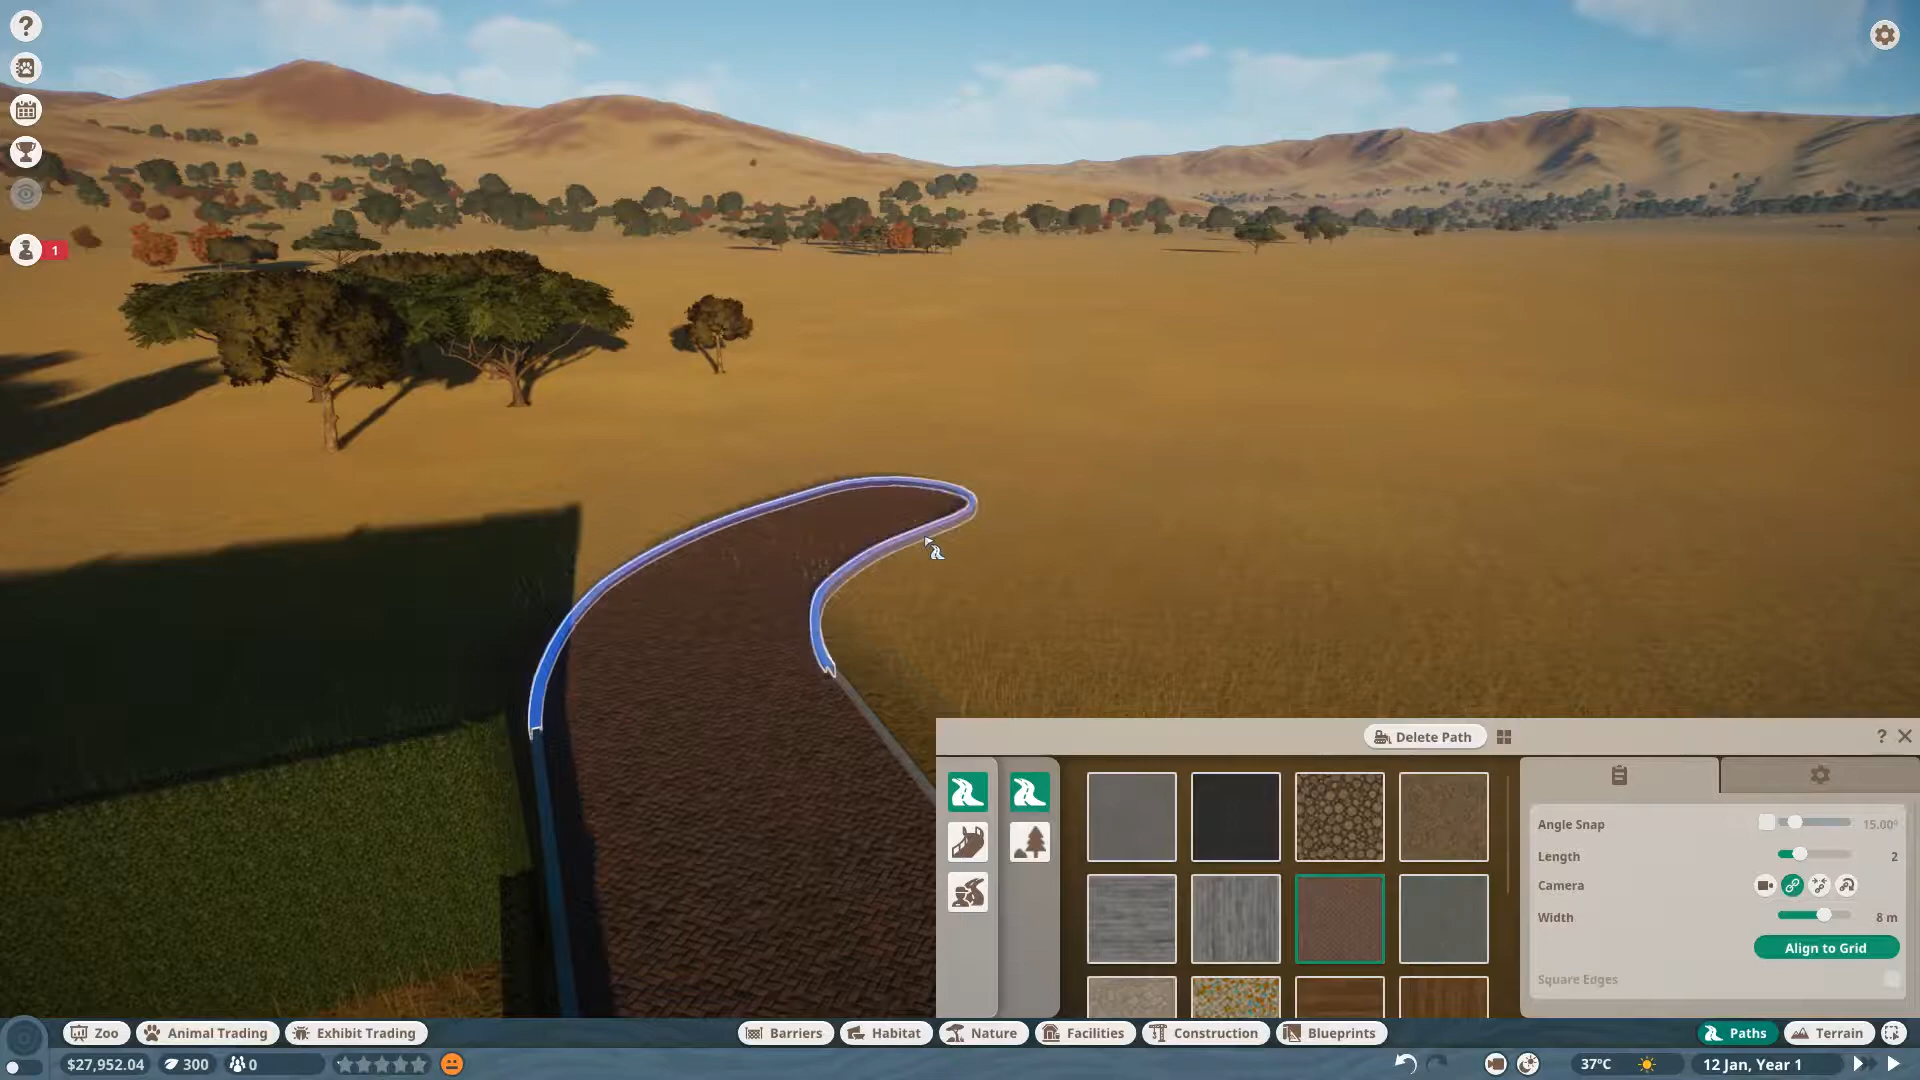 ?
1
Delete Path
?
Angle Snap 15.00°
Length 2
Camera
Width 8 m
Align to Grid
Square Edges
Zoo Animal Trading Exhibit Trading Barriers Habitat Nature Facilities Construction Blueprints Paths Terrain
$27,952.04 300 0 37°C 12 Jan, Year 1